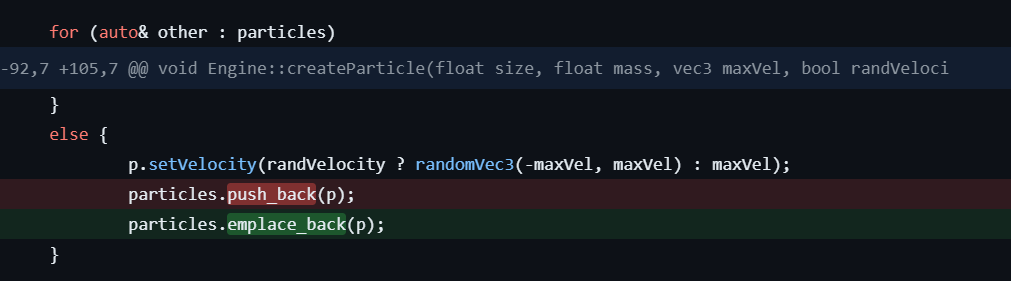 for (auto& other : particles)
-92,7 +105,7 @@ void Engine::createParticle(float size, float mass, vec3 maxVel, bool randVeloci
}
else {
p.setVelocity(randVelocity ? randomVec3(-maxVel, maxVel) : maxVel);
particles.push_back(p);
particles.emplace_back(p);
}